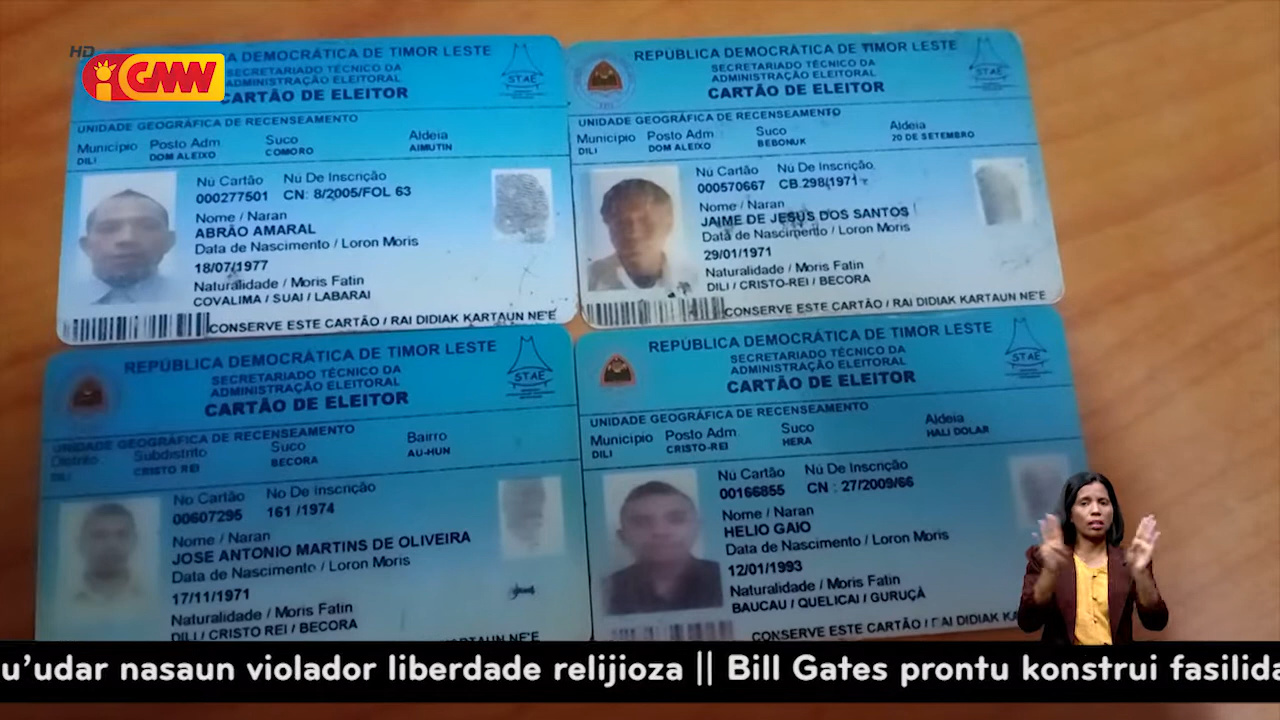 HD
GMW
A DEMOCRÁTICA DE TIMOR LESTE
SECRETARIADO TÉCNICO DA
ADMINISTRAÇÃO ELEITORAL
CARTÃO DE ELEITOR
STAE
UNIDADE GEOGRÁFICA DE RECENSEAMENTO
Município Posto Adm Suco Aldeia
DILI DOM ALEIXO COMORO AIMUTIN
Nú Cartão Nú De Inscrição
000277501 CN: 8/2005/FOL 63
Nome / Naran
ABRÃO AMARAL
Data de Nascimento / Loron Moris
18/07/1977
Naturalidade / Moris Fatin
COVALIMA / SUAI / LABARAI
CONSERVE ESTE CARTÃO / RAI DIDIAK KARTAUN NE'E
REPÚBLICA DEMOCRÁTICA DE TIMOR LESTE
SECRETARIADO TÉCNICO DA
ADMINISTRAÇÃO ELEITORAL
CARTÃO DE ELEITOR
STAE
UNIDADE GEOGRÁFICA DE RECENSEAMENTO
Município Posto Adm Suco Aldeia
DILI DOM ALEIXO BEBONUK 20 DE SETEMBRO
Nú Cartão Nú De Inscrição
000570667 CB.298/1971
Nome / Naran
JAIME DE JESUS DOS SANTOS
Data de Nascimento / Loron Moris
29/01/1971
Naturalidade / Moris Fatin
DILI / CRISTO-REI / BECORA
CONSERVE ESTE CARTÃO / RAI DIDIAK KARTAUN NE'E
REPÚBLICA DEMOCRÁTICA DE TIMOR LESTE
SECRETARIADO TÉCNICO DA
ADMINISTRAÇÃO ELEITORAL
CARTÃO DE ELEITOR
STAE
UNIDADE GEOGRÁFICA DE RECENSEAMENTO
Distrito Subdistrito Suco Bairro
DILI CRISTO REI BECORA AU-HUN
No Cartão No De Inscrição
00607295 161 /1974
Nome / Naran
JOSE ANTONIO MARTINS DE OLIVEIRA
Data de Nascimento / Loron Moris
17/11/1971
Naturalidade / Moris Fatin
DILI / CRISTO REI / BECORA
KARTAUN NE'E
REPÚBLICA DEMOCRÁTICA DE TIMOR LESTE
SECRETARIADO TÉCNICO DA
ADMINISTRAÇÃO ELEITORAL
CARTÃO DE ELEITOR
STAE
UNIDADE GEOGRÁFICA DE RECENSEAMENTO
Município Posto Adm. Suco Aldeia
DILI CRISTO-REI HERA HALI DOLAR
Nú Cartão Nú De Inscrição
00166855 CN : 27/2009/66
Nome / Naran
HELIO GAIO
Data de Nascimento / Loron Moris
12/01/1993
Naturalidade / Moris Fatin
BAUCAU / QUELICAI / GURUÇÀ
CONSERVE ESTE CARTÃO / RAI DIDIAK KARTAUN
u'udar nasaun violador liberdade relijioza || Bill Gates prontu konstrui fasilida